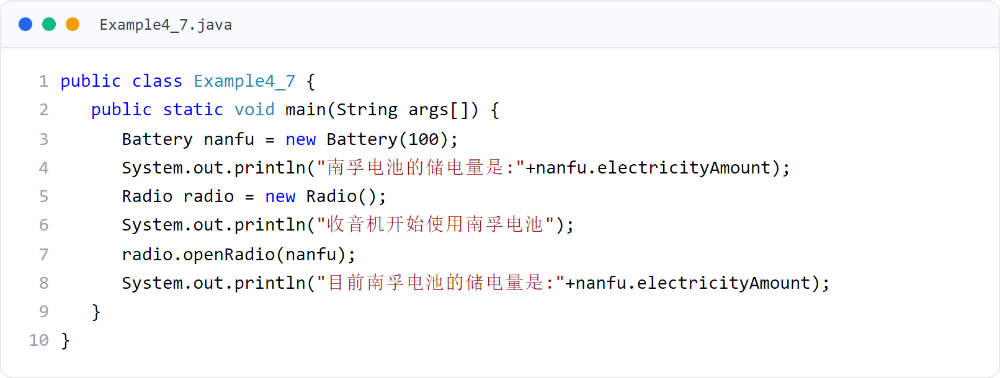 Example4_7.java
1 public class Example4_7 {
2    public static void main(String args[]) {
3       Battery nanfu = new Battery(100);
4       System.out.println("南孚电池的储电量是:"+nanfu.electricityAmount);
5       Radio radio = new Radio();
6       System.out.println("收音机开始使用南孚电池");
7       radio.openRadio(nanfu);
8       System.out.println("目前南孚电池的储电量是:"+nanfu.electricityAmount);
9    }
10 }